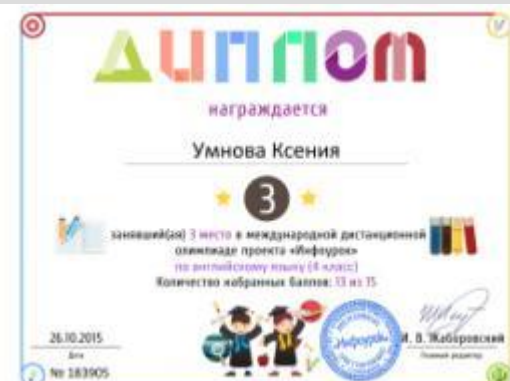 ДИПЛОМ
награждается
Умнова Ксения
3
занявший(ая) 3 место в международной дистанционной
олимпиаде проекта «Инфоурок»
по английскому языку (4 класс)
Количество набранных баллов: 13 из 15
26.10.2015
Дата
И. В. Жаборовский
Главный редактор
№ 183905
Инфоурок